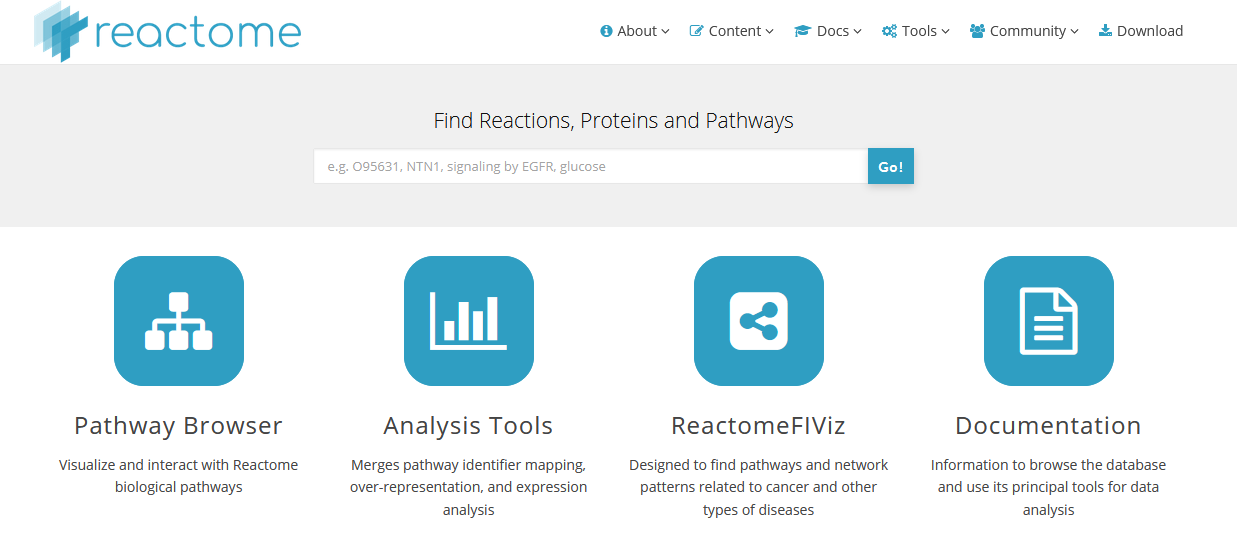 reactome
About Content Docs Tools Community Download
Find Reactions, Proteins and Pathways
e.g. O95631, NTN1, signaling by EGFR, glucose Go!
Pathway Browser
Visualize and interact with Reactome
biological pathways
Analysis Tools
Merges pathway identifier mapping,
over-representation, and expression
analysis
ReactomeFIViz
Designed to find pathways and network
patterns related to cancer and other
types of diseases
Documentation
Information to browse the database
and use its principal tools for data
analysis